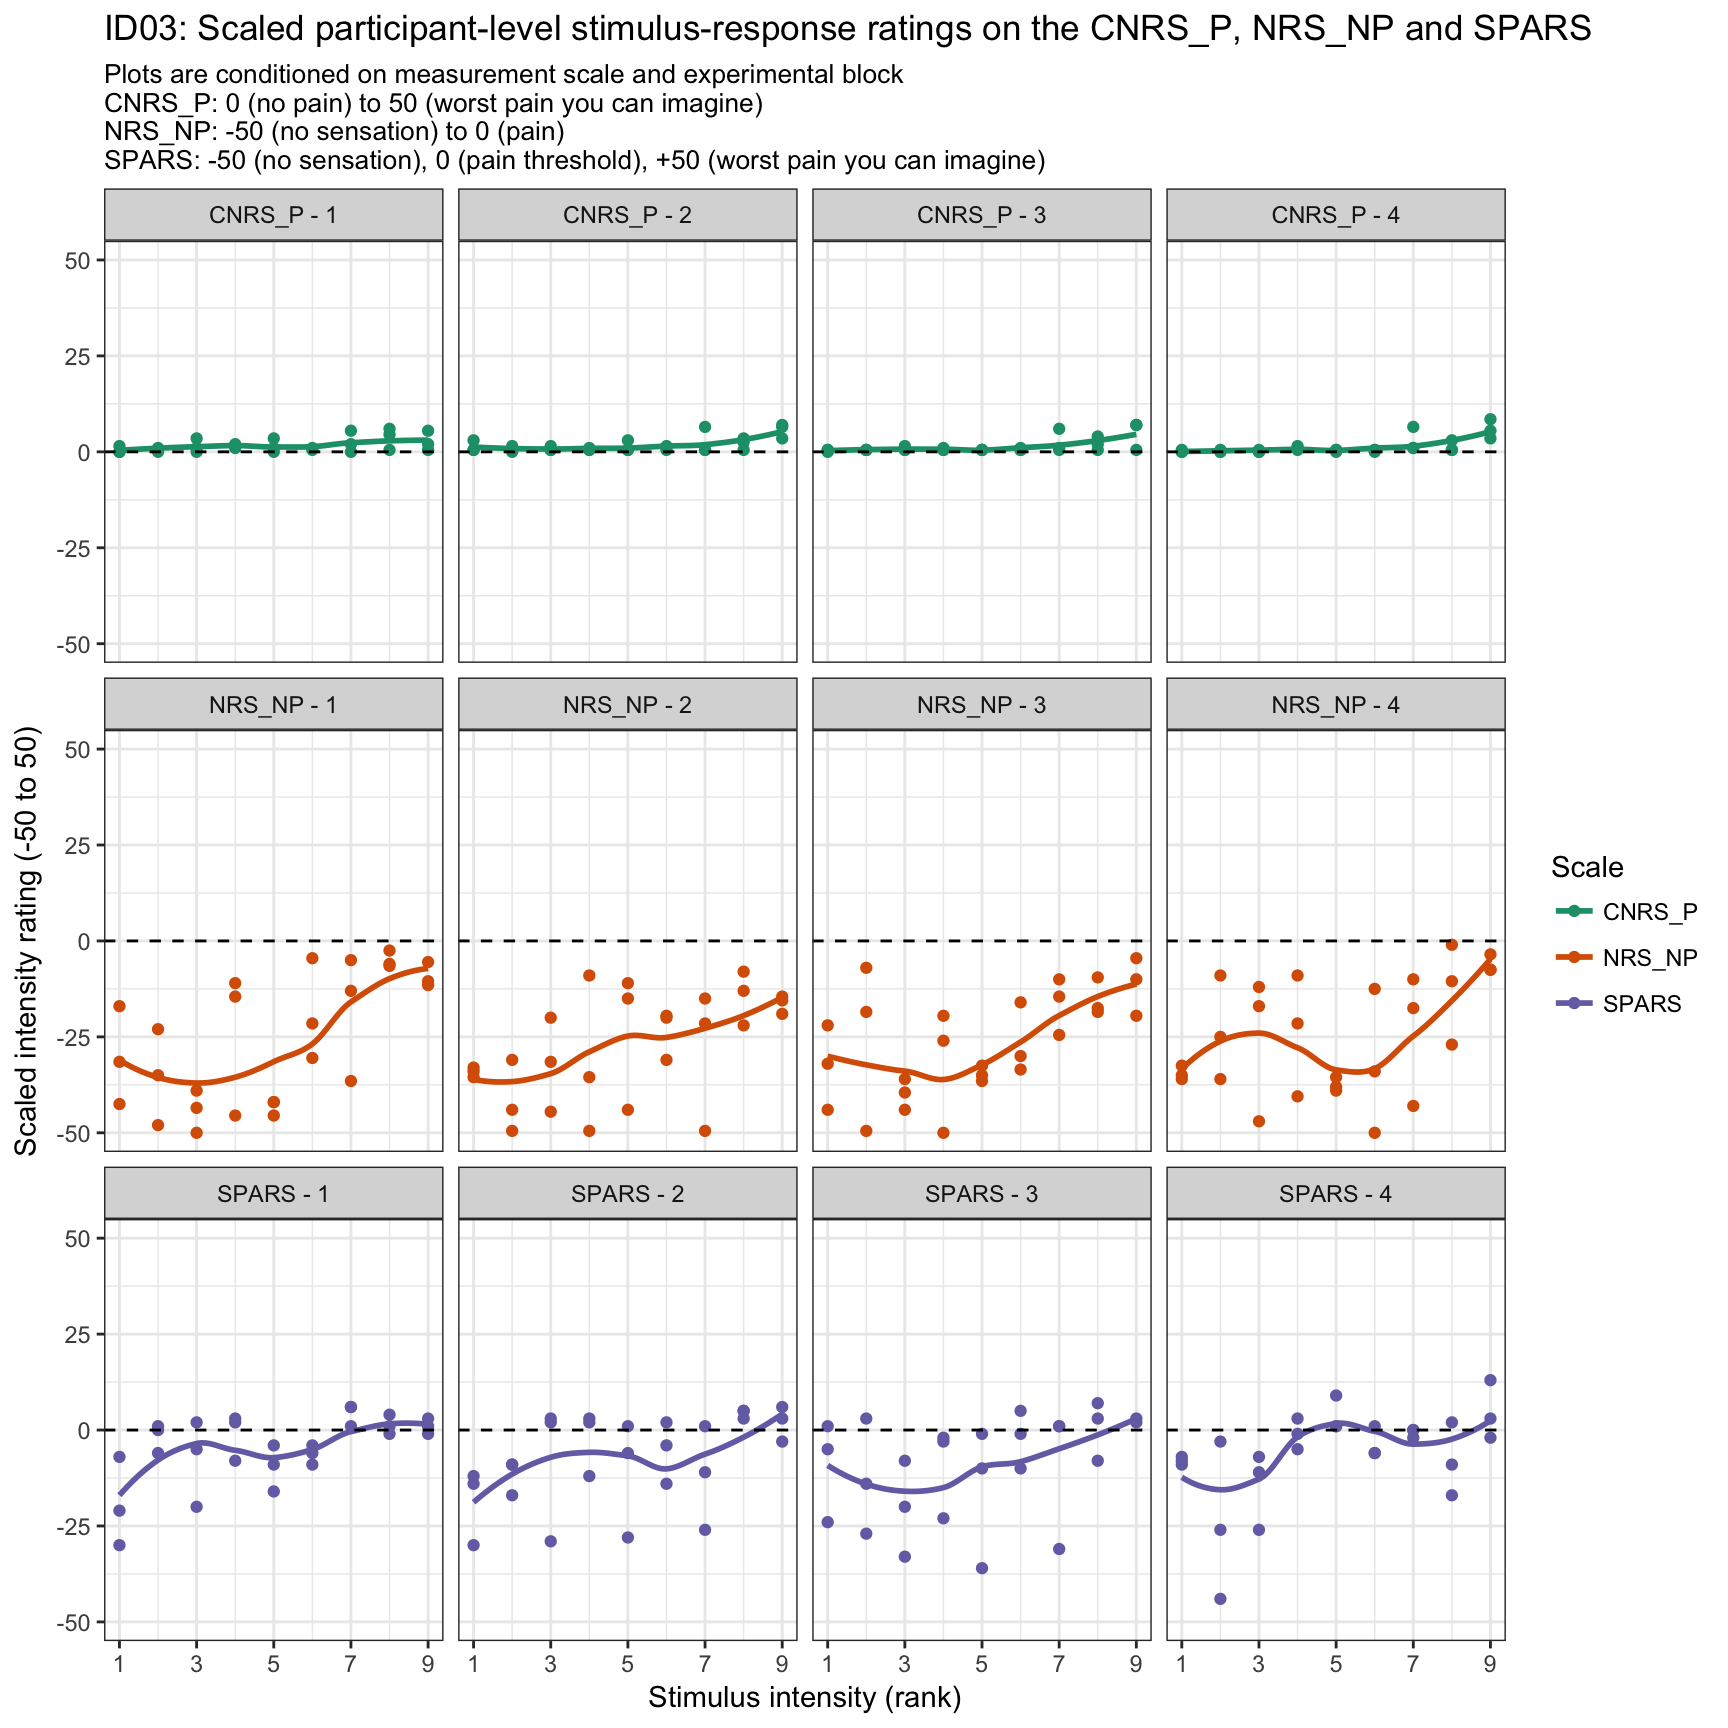 ID03: Scaled participant-level stimulus-response ratings on the CNRS_P, NRS_NP and SPARS
Plots are conditioned on measurement scale and experimental block
CNRS_P: 0 (no pain) to 50 (worst pain you can imagine)
NRS_NP: -50 (no sensation) to 0 (pain)
SPARS: -50 (no sensation), 0 (pain threshold), +50 (worst pain you can imagine)
CNRS_P - 1
CNRS_P - 2
CNRS_P - 3
CNRS_P - 4
50
25
0
-25
-50
NRS_NP - 1
NRS_NP - 2
NRS_NP - 3
NRS_NP - 4
50
25
0
-25
-50
SPARS - 1
SPARS - 2
SPARS - 3
SPARS - 4
50
25
0
-25
-50
1 3 5 7 9
1 3 5 7 9
1 3 5 7 9
1 3 5 7 9
Stimulus intensity (rank)
Scaled intensity rating (-50 to 50)
Scale
CNRS_P
NRS_NP
SPARS